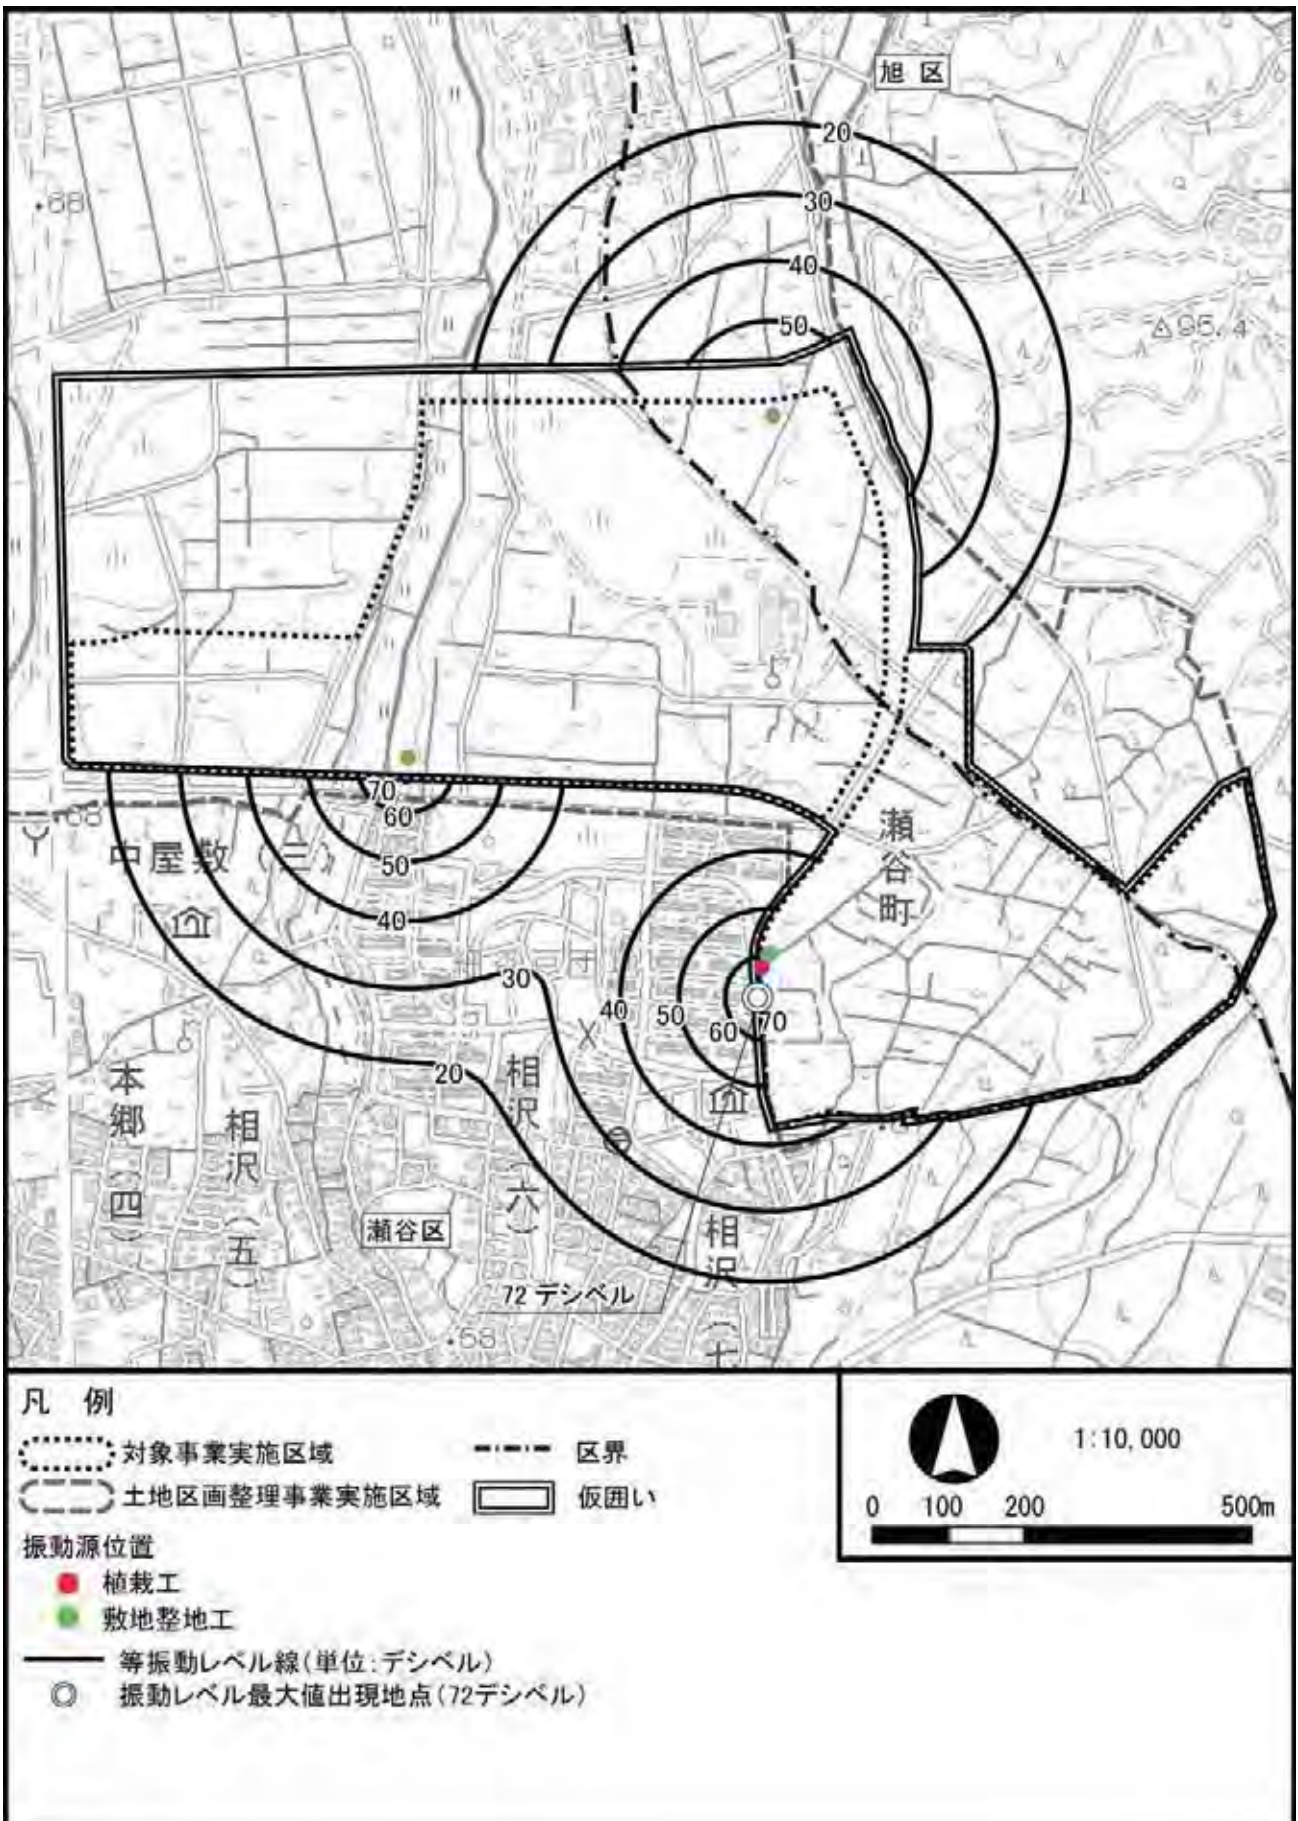 旭区
20
30
40
50
68
95.4
70
60
50
40
30
20
68
中屋敷(三)
瀬谷町
40
50
60
70
本郷(四)
相沢(五)
相沢(六)
相沢(七
瀬谷区
72 デシベル
53
凡 例
対象事業実施区域
区界
土地区画整理事業実施区域
仮囲い
振動源位置
植栽工
敷地整地工
等振動レベル線(単位:デシベル)
振動レベル最大値出現地点(72デシベル)
1:10,000
0 100 200 500m